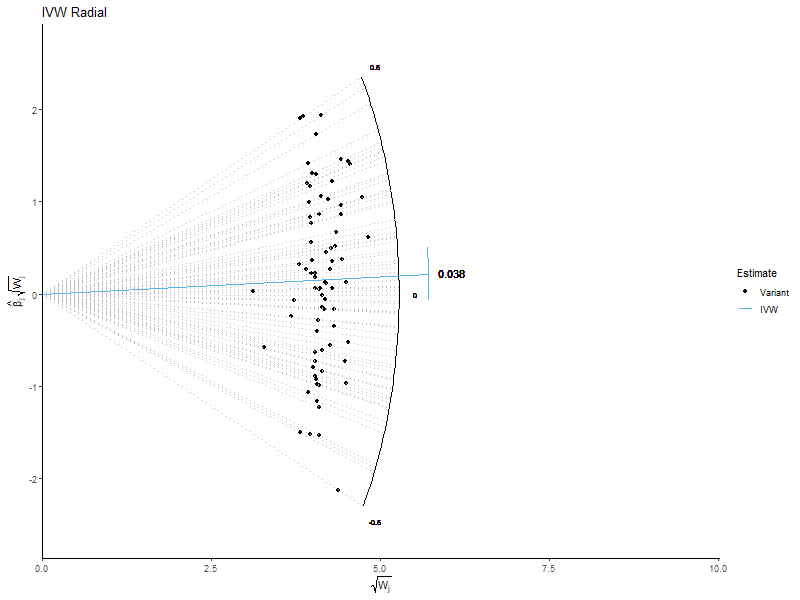 IVW Radial
0.5
2
1
0
-1
-2
β̂ⱼ√Wⱼ
0.038
0
-0.5
Estimate
Variant
IVW
0.0
2.5
5.0
7.5
10.0
√Wⱼ